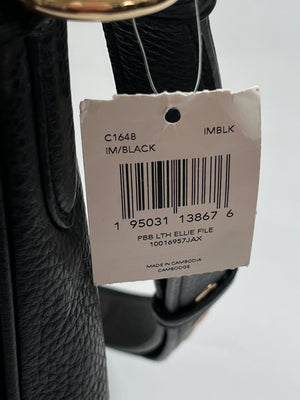 C1648 IMBLK
IM/BLACK
1 95031 13867 6
PBB LTH ELLIE FILE
10016957JAX
MADE IN CAMBODIA
CAMBODGE